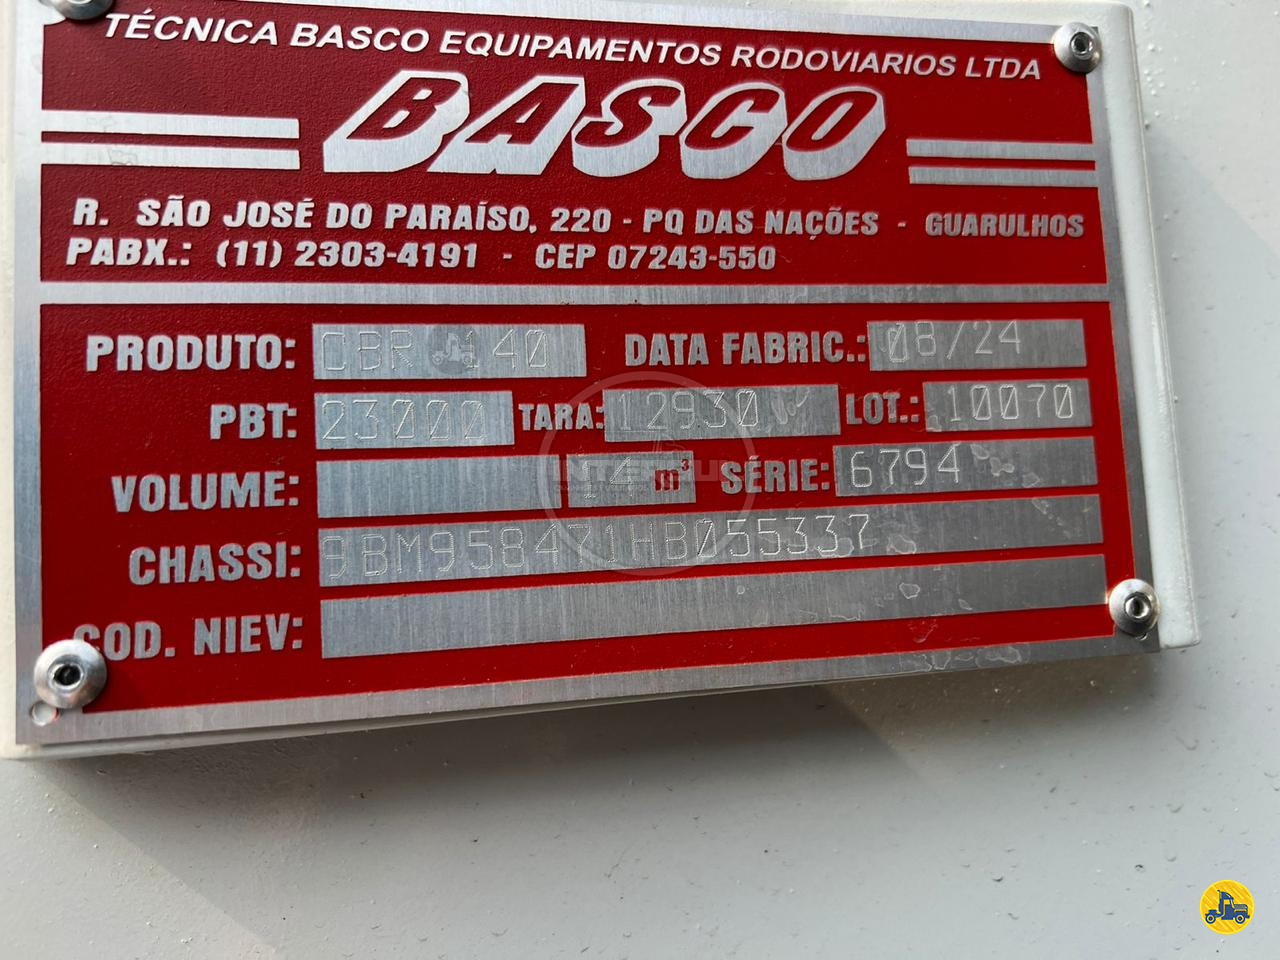 TÉCNICA BASCO EQUIPAMENTOS RODOVIARIOS LTDA
BASCO
R. SÃO JOSÉ DO PARAÍSO, 220 - PQ DAS NAÇÕES - GUARULHOS
PABX.: (11) 2303-4191 - CEP 07243-550
PRODUTO: CBR 140 DATA FABRIC.: 08/24
PBT: 23000 TARA: 12930 LOT.: 10070
VOLUME: 14 m³ SÉRIE: 6794
CHASSI: 9BM958471HB055337
COD. NIEV: